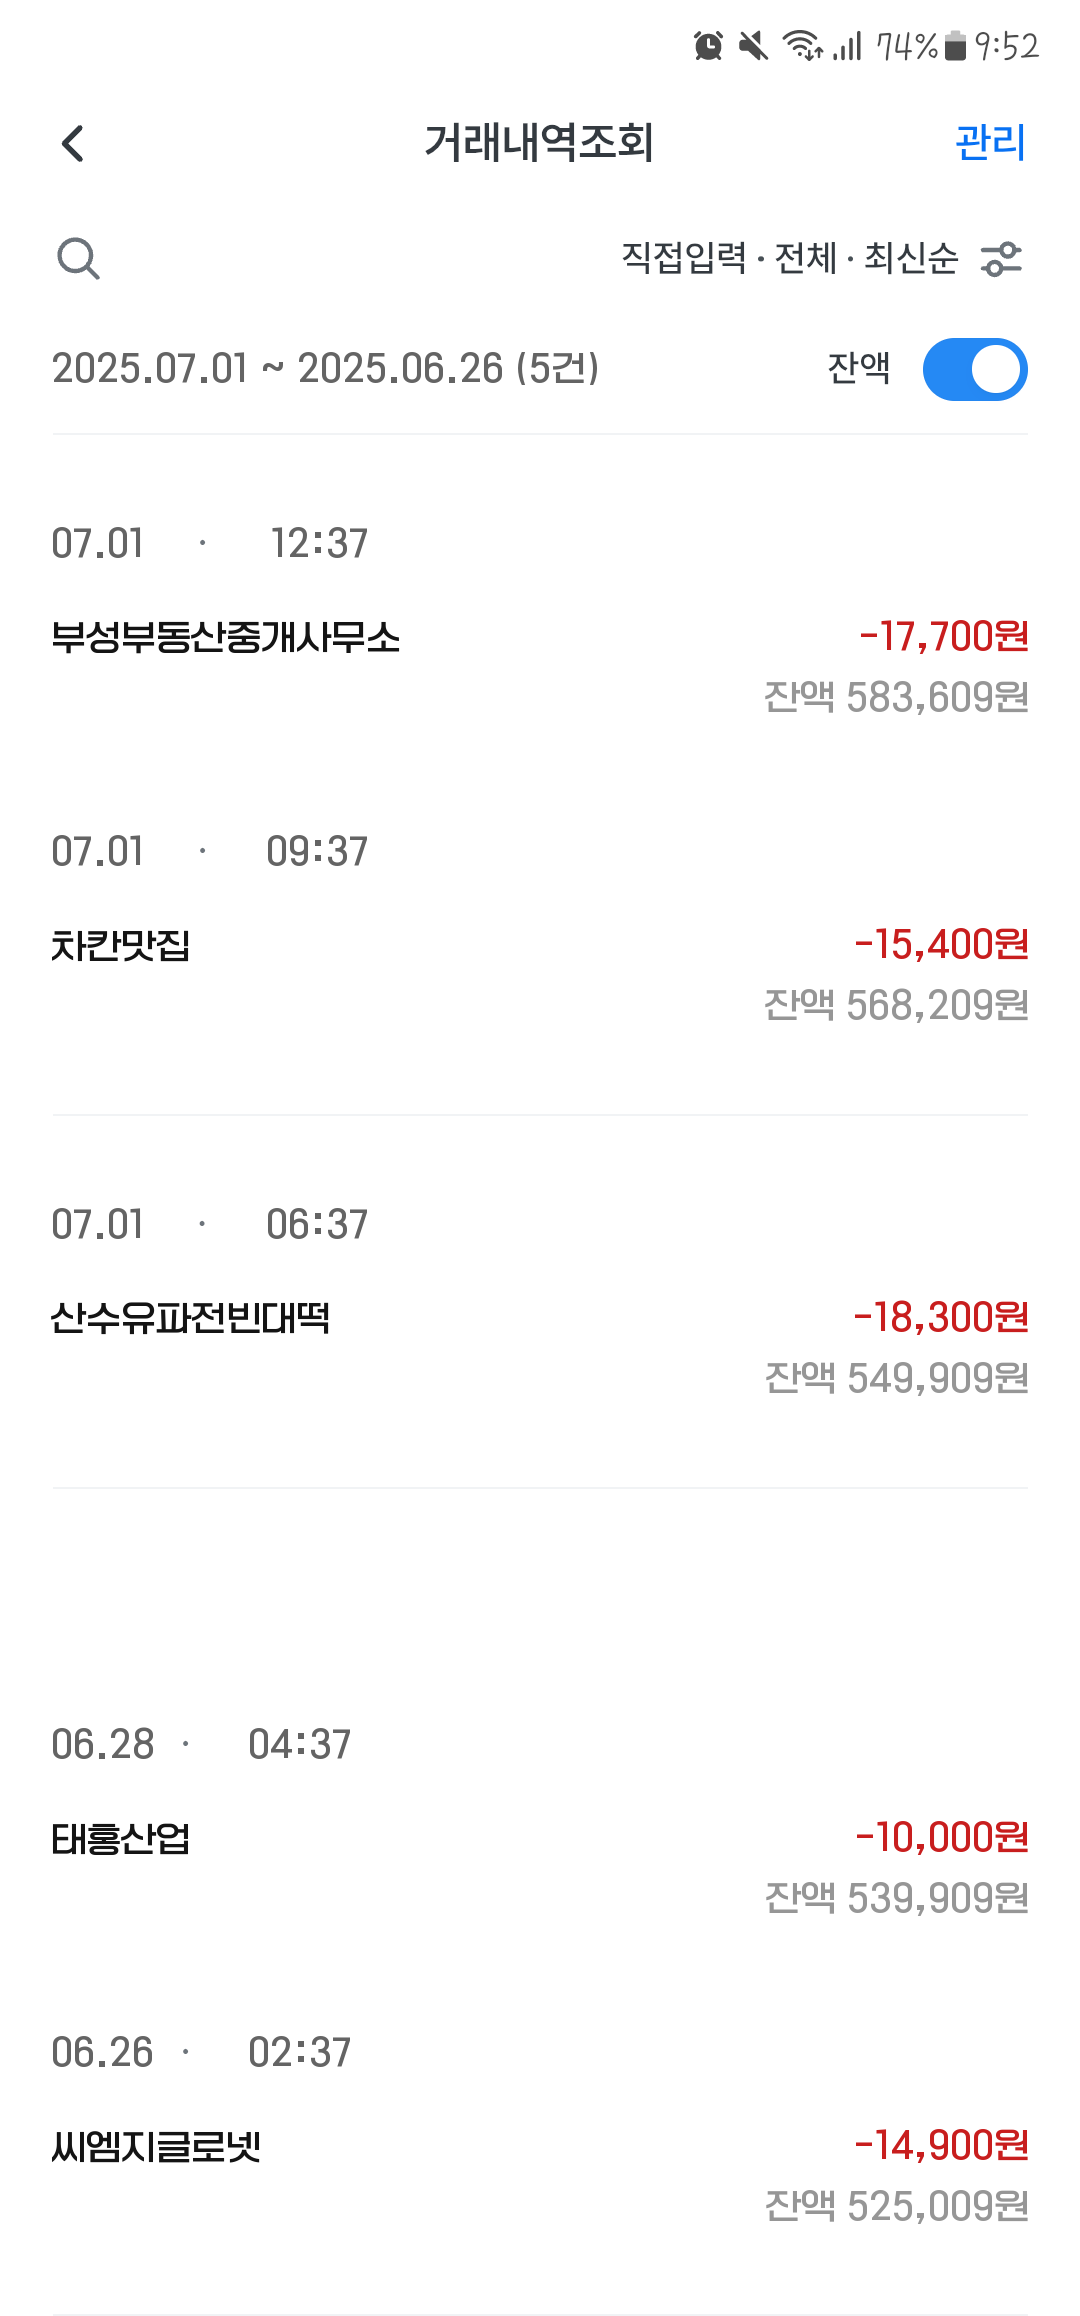 74% 9:52
거래내역조회 관리
직접입력 · 전체 · 최신순
2025.07.01 ~ 2025.06.26 (5건) 잔액
07.01 · 12:37
부성부동산중개사무소 -17,700원
잔액 583,609원
07.01 · 09:37
차칸맛집 -15,400원
잔액 568,209원
07.01 · 06:37
산수유파전빈대떡 -18,300원
잔액 549,909원
06.28 · 04:37
태홍산업 -10,000원
잔액 539,909원
06.26 · 02:37
씨엠지글로넷 -14,900원
잔액 525,009원